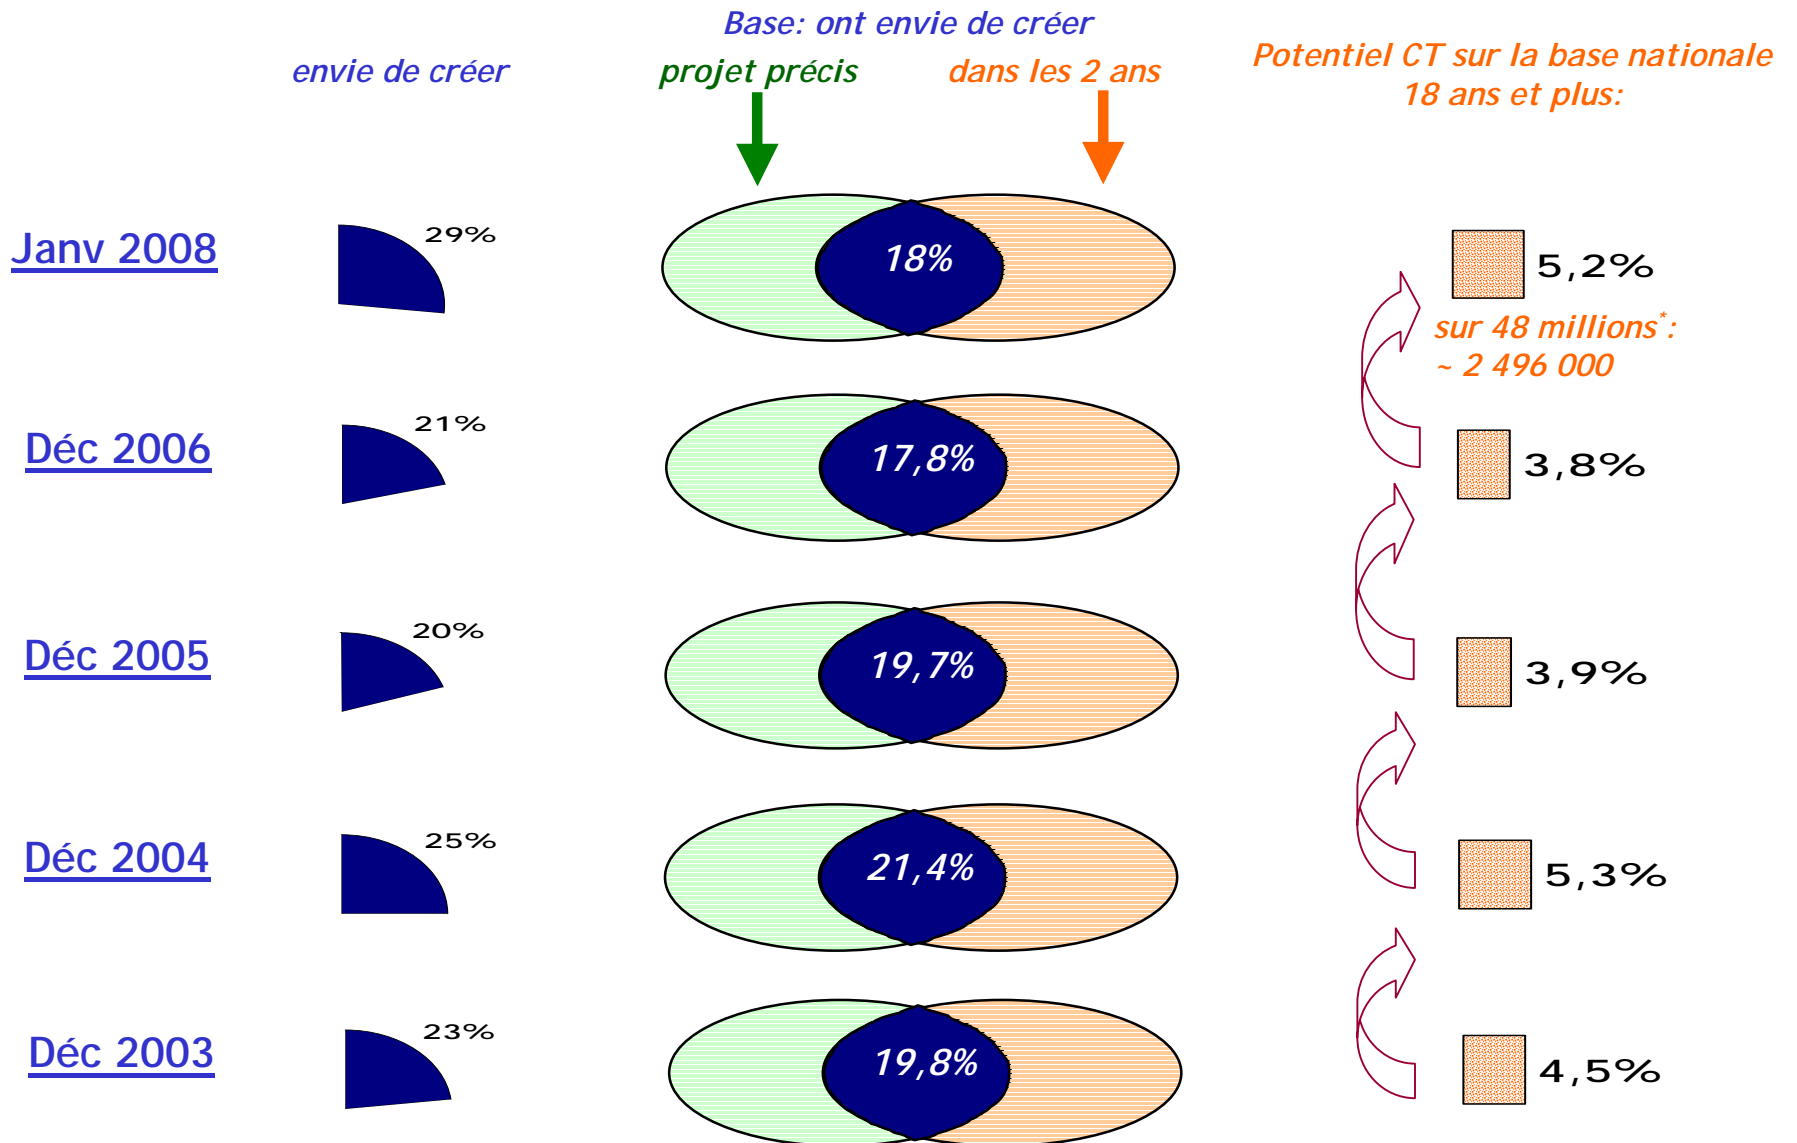 Base: ont envie de créer
envie de créer
projet précis
dans les 2 ans
Potentiel CT sur la base nationale
18 ans et plus:
Janv 2008
29%
18%
5,2%
sur 48 millions*:
~ 2 496 000
Déc 2006
21%
17,8%
3,8%
Déc 2005
20%
19,7%
3,9%
Déc 2004
25%
21,4%
5,3%
Déc 2003
23%
19,8%
4,5%